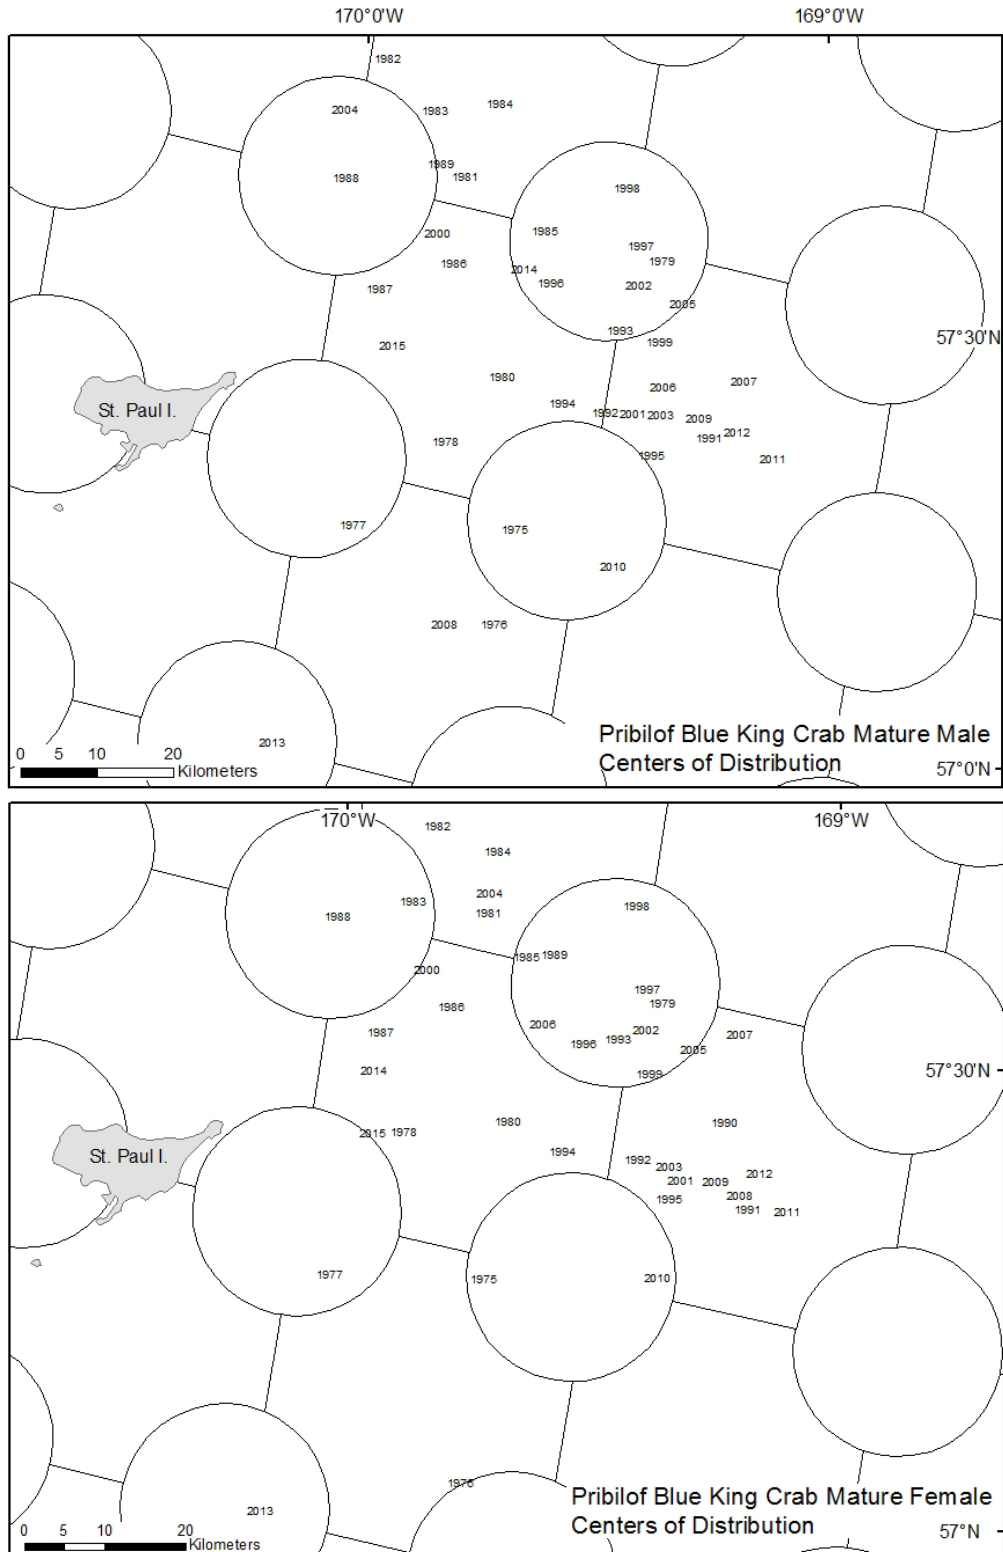 170°0'W 169°0'W
1982
2004 1983 1984
1989
1988 1981
1998
2000 1985
1997
1986 2014 1979
1987 1996 2002
2005
1993
1999
57°30'N
2015
1980 2006 2007
1994
St. Paul I.
1992 2001 2003 2009
1978 1991 2012
1995 2011
1977 1975
2010
2008 1976
2013
Pribilof Blue King Crab Mature Male
Centers of Distribution
0 5 10 20
Kilometers
57°0'N
170°W 169°W
1982
1984
2004
1983
1988 1981 1998
1985 1989
2000
1997
1986 1979
2006
1987 2002 2007
1996 1993
2005
2014 1999
57°30'N
1980 1990
2015 1978
1994
St. Paul I.
1992 2003
2001 2009 2012
1995 2008
1991 2011
1977 1975 2010
1976
2013
Pribilof Blue King Crab Mature Female
Centers of Distribution
0 5 10 20
Kilometers
57°N